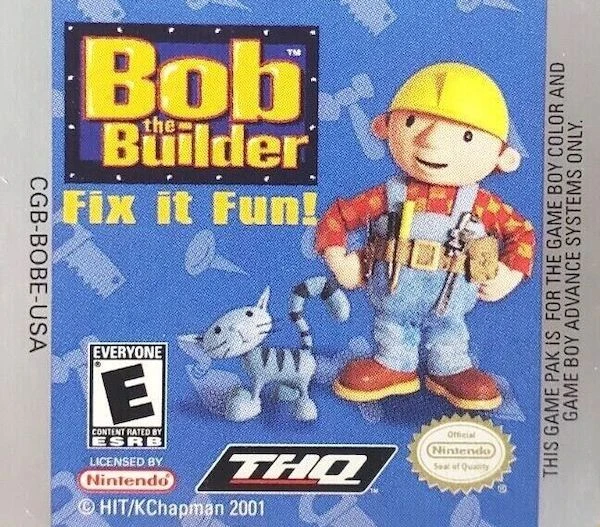 Bob
TM
the
Builder
Fix it Fun!
CGB-BOBE-USA
EVERYONE
E
CONTENT RATED BY
ESRB
LICENSED BY
Nintendo®
THQ
™
© HIT/KChapman 2001
Official
Nintendo
Seal of Quality
®
THIS GAME PAK IS FOR THE GAME BOY COLOR AND
GAME BOY ADVANCE SYSTEMS ONLY.